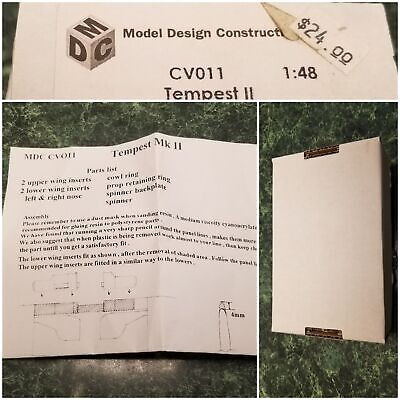 MDC
Model Design Constructi
$24.00
CV011 1:48
Tempest II
MDC CVO11 Tempest Mk II
Parts list
2 upper wing inserts cowl ring
2 lower wing inserts prop retaining ring
left & right nose spinner backplate
spinner
Assembly
Please remember to use a dust mask when sanding resin. A medium viscosity cyanoacrylate
recommended for gluing resin to polystyrene parts.
We have found that running a very sharp pencil around the panel lines, makes them more
We also suggest that when plastic is being removed work almost to your line, then keep
the part until you get a satisfactory fit.
The lower wing inserts fit as shown, after the removal of shaded area. Follow the panel
The upper wing inserts are fitted in a similar way to the lowers.
4mm